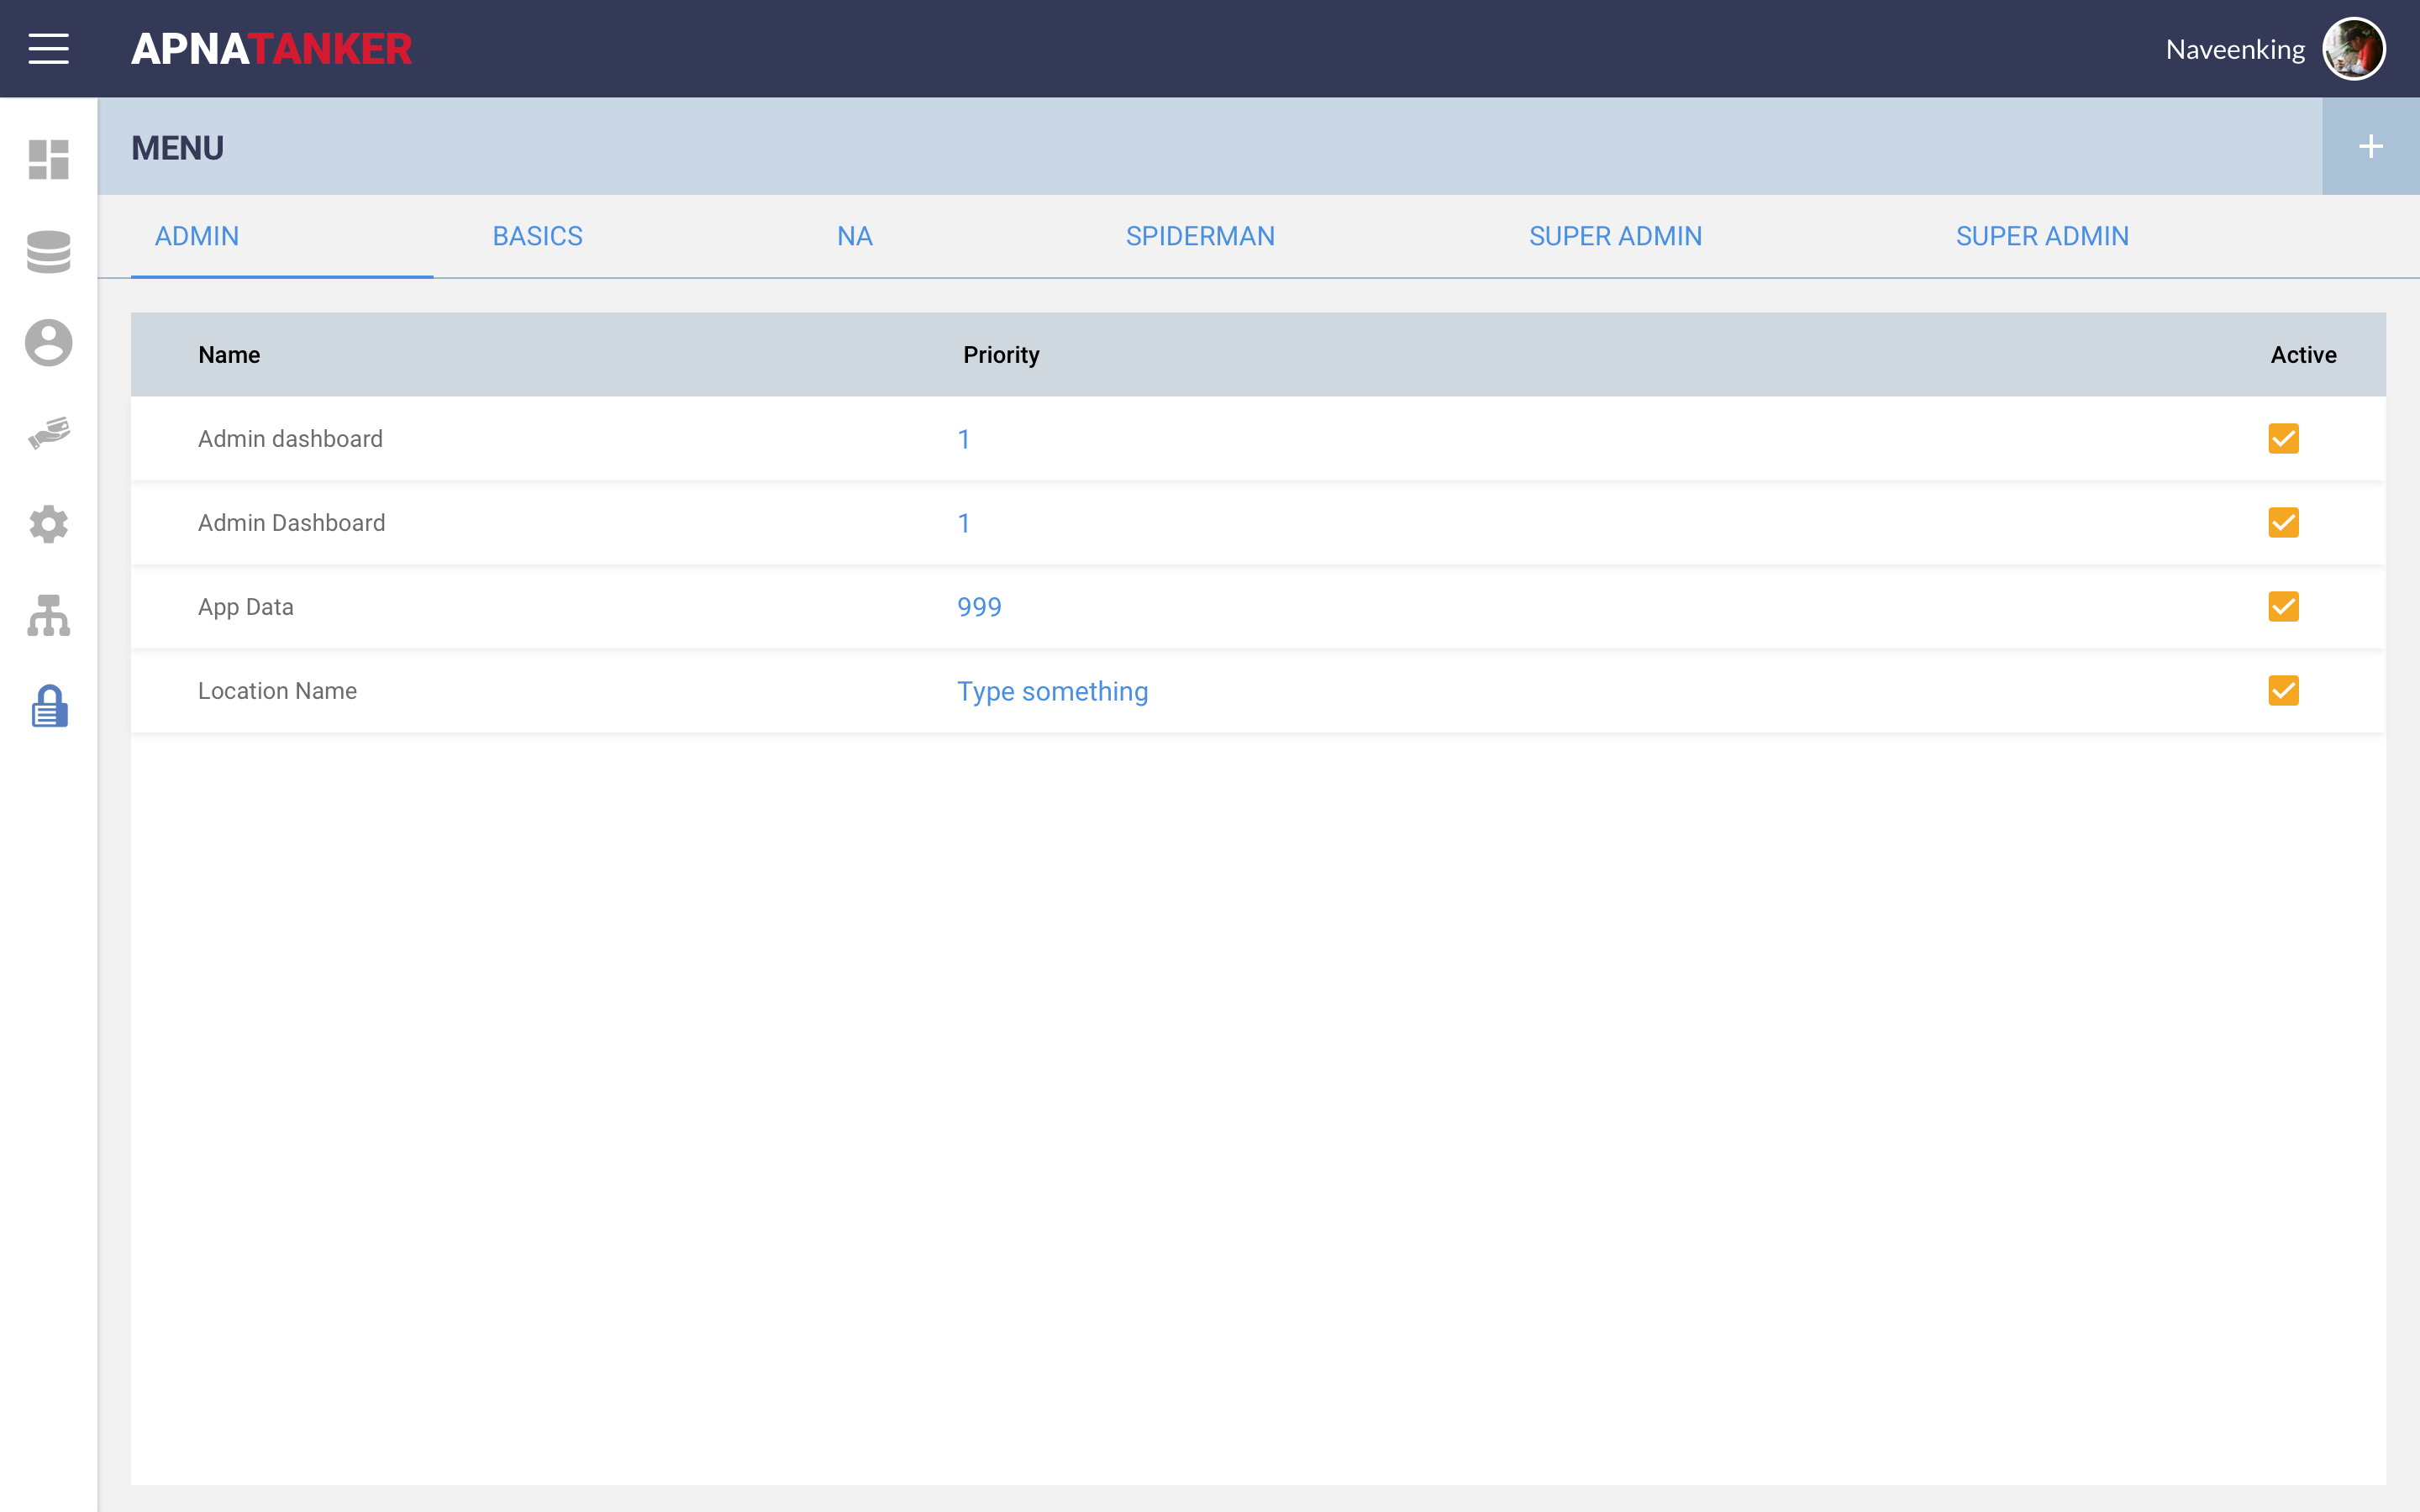 APNATANKER
Naveenking
MENU
ADMIN BASICS NA SPIDERMAN SUPER ADMIN SUPER ADMIN
Name Priority Active
Admin dashboard 1
Admin Dashboard 1
App Data 999
Location Name Type something